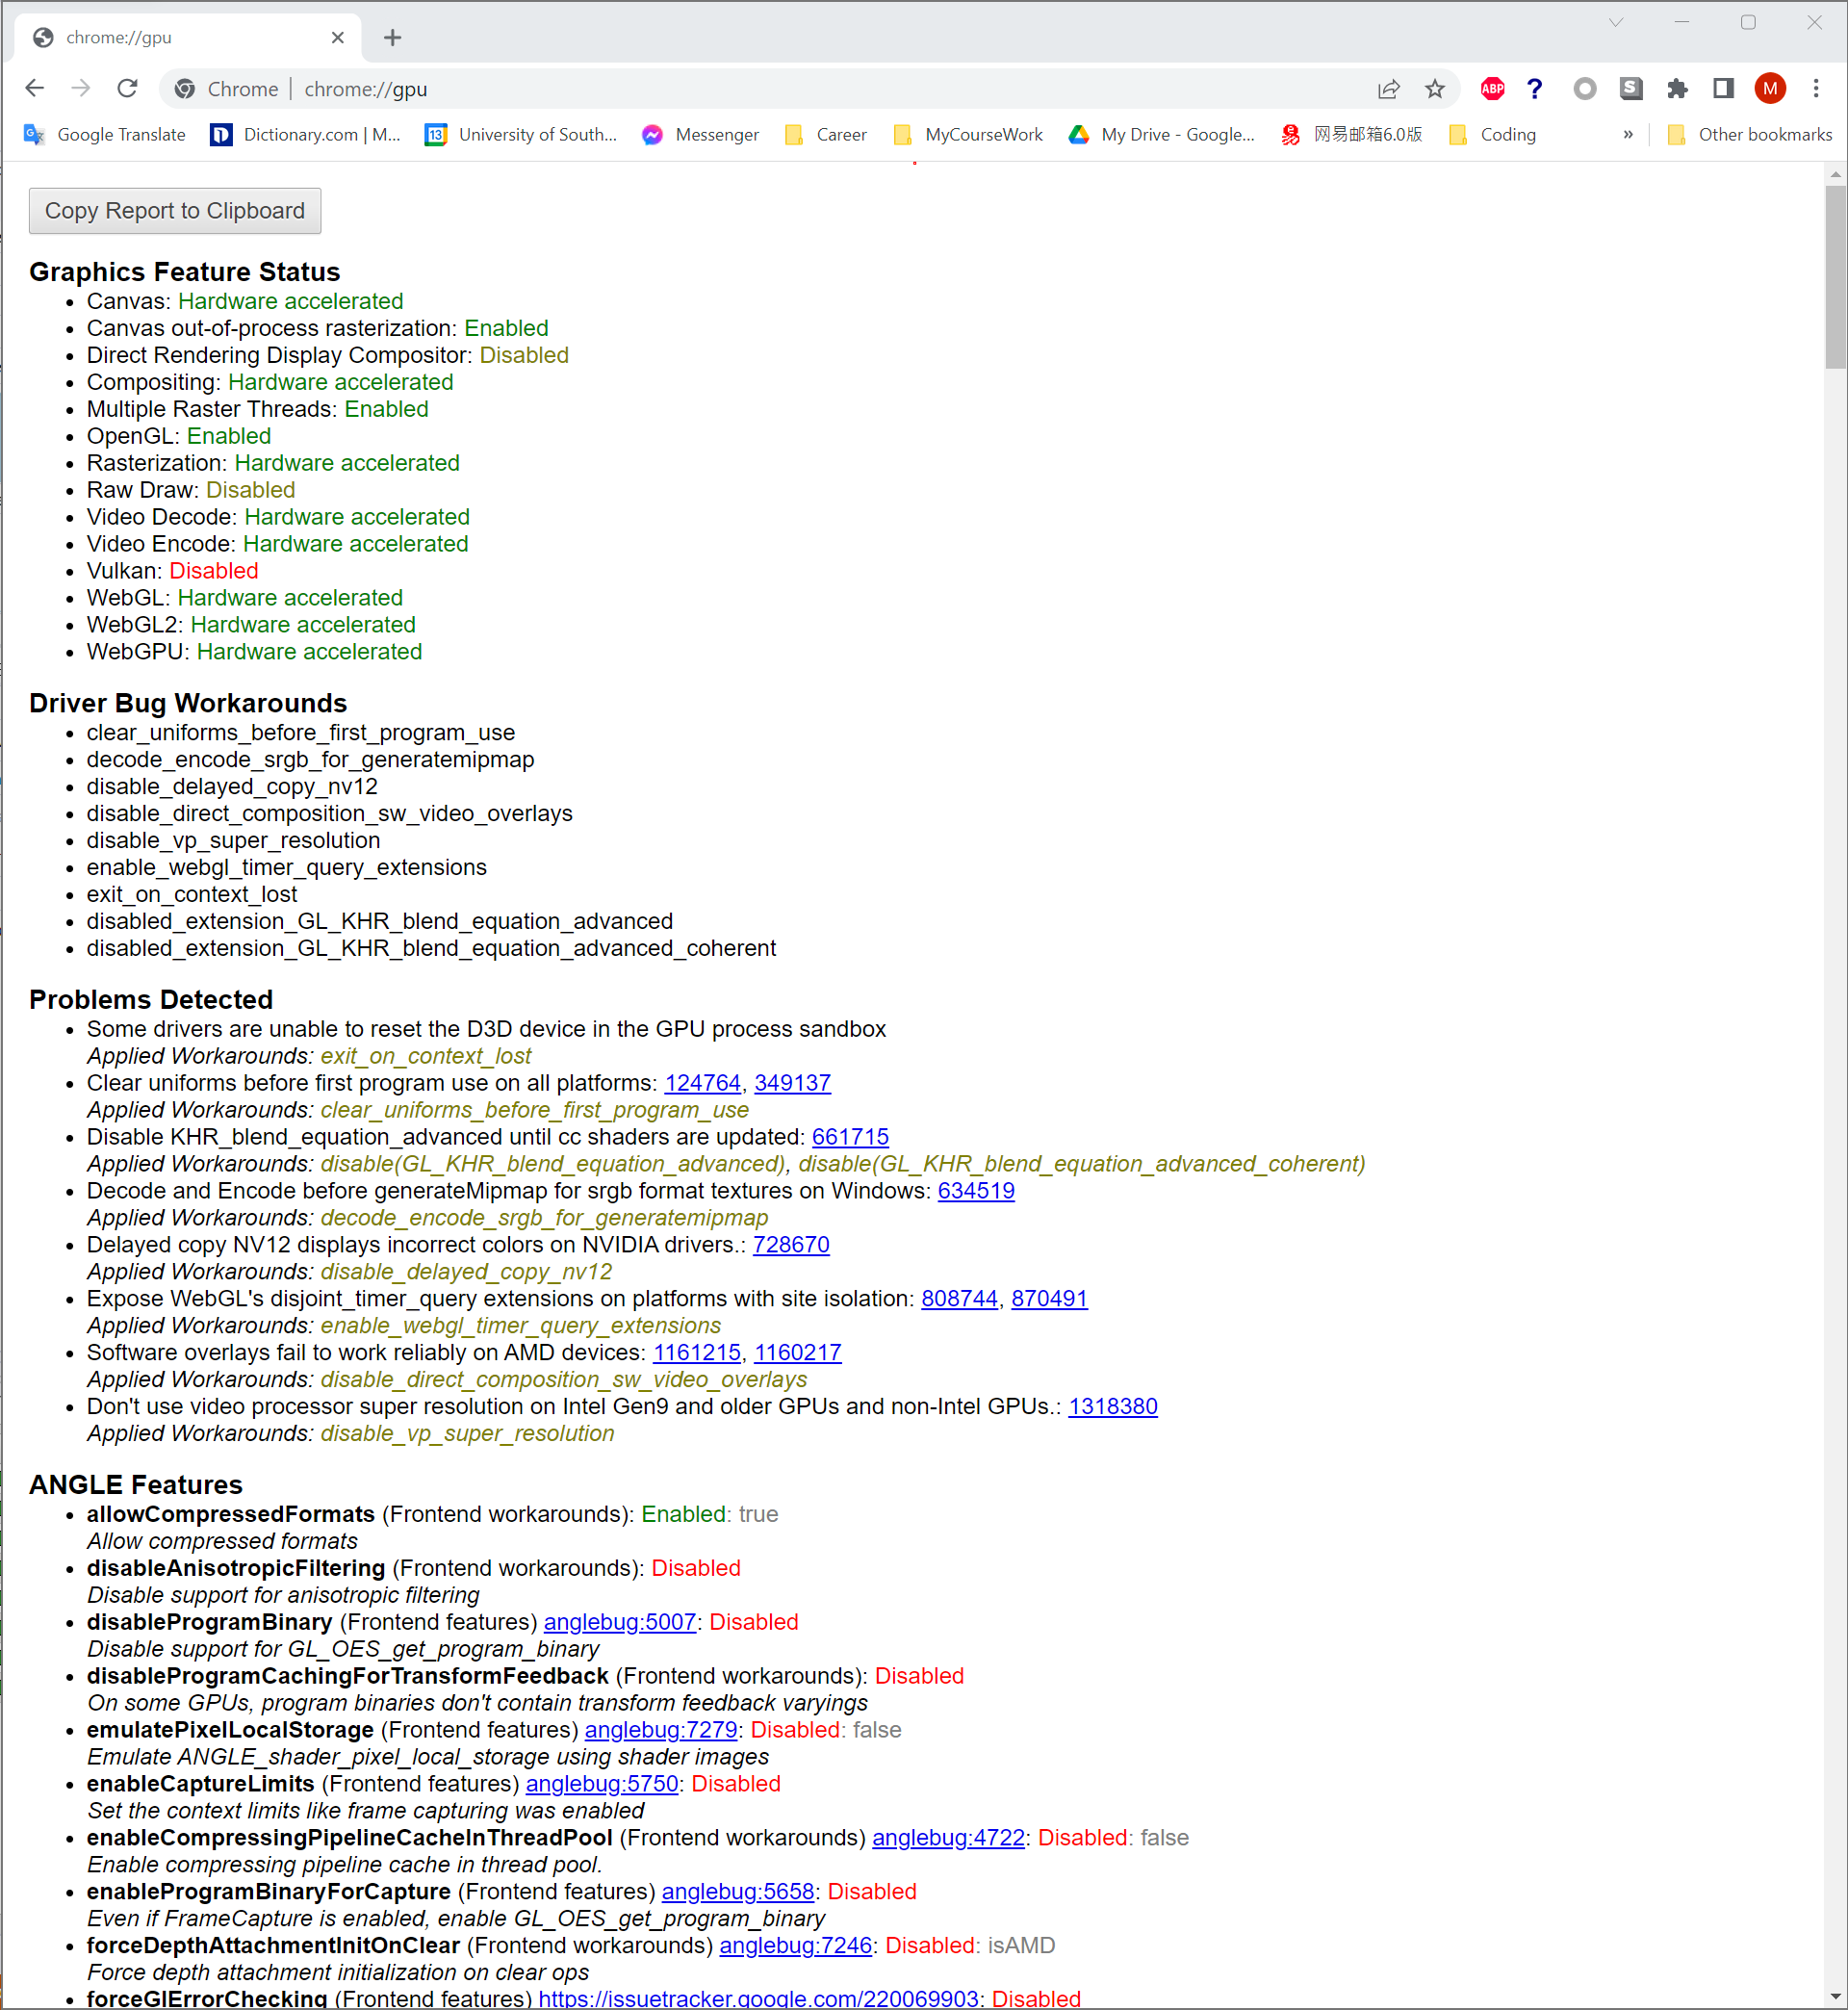 chrome://gpu
Chrome | chrome://gpu
ABP ? S M
Google Translate Dictionary.com | M... 13 University of South... Messenger Career MyCourseWork My Drive - Google... 网易邮箱6.0版 Coding » Other bookmarks
Copy Report to Clipboard
Graphics Feature Status
• Canvas: Hardware accelerated
• Canvas out-of-process rasterization: Enabled
• Direct Rendering Display Compositor: Disabled
• Compositing: Hardware accelerated
• Multiple Raster Threads: Enabled
• OpenGL: Enabled
• Rasterization: Hardware accelerated
• Raw Draw: Disabled
• Video Decode: Hardware accelerated
• Video Encode: Hardware accelerated
• Vulkan: Disabled
• WebGL: Hardware accelerated
• WebGL2: Hardware accelerated
• WebGPU: Hardware accelerated
Driver Bug Workarounds
• clear_uniforms_before_first_program_use
• decode_encode_srgb_for_generatemipmap
• disable_delayed_copy_nv12
• disable_direct_composition_sw_video_overlays
• disable_vp_super_resolution
• enable_webgl_timer_query_extensions
• exit_on_context_lost
• disabled_extension_GL_KHR_blend_equation_advanced
• disabled_extension_GL_KHR_blend_equation_advanced_coherent
Problems Detected
• Some drivers are unable to reset the D3D device in the GPU process sandbox
Applied Workarounds: exit_on_context_lost
• Clear uniforms before first program use on all platforms: 124764, 349137
Applied Workarounds: clear_uniforms_before_first_program_use
• Disable KHR_blend_equation_advanced until cc shaders are updated: 661715
Applied Workarounds: disable(GL_KHR_blend_equation_advanced), disable(GL_KHR_blend_equation_advanced_coherent)
• Decode and Encode before generateMipmap for srgb format textures on Windows: 634519
Applied Workarounds: decode_encode_srgb_for_generatemipmap
• Delayed copy NV12 displays incorrect colors on NVIDIA drivers.: 728670
Applied Workarounds: disable_delayed_copy_nv12
• Expose WebGL's disjoint_timer_query extensions on platforms with site isolation: 808744, 870491
Applied Workarounds: enable_webgl_timer_query_extensions
• Software overlays fail to work reliably on AMD devices: 1161215, 1160217
Applied Workarounds: disable_direct_composition_sw_video_overlays
• Don't use video processor super resolution on Intel Gen9 and older GPUs and non-Intel GPUs.: 1318380
Applied Workarounds: disable_vp_super_resolution
ANGLE Features
• allowCompressedFormats (Frontend workarounds): Enabled: true
Allow compressed formats
• disableAnisotropicFiltering (Frontend workarounds): Disabled
Disable support for anisotropic filtering
• disableProgramBinary (Frontend features) anglebug:5007: Disabled
Disable support for GL_OES_get_program_binary
• disableProgramCachingForTransformFeedback (Frontend workarounds): Disabled
On some GPUs, program binaries don't contain transform feedback varyings
• emulatePixelLocalStorage (Frontend features) anglebug:7279: Disabled: false
Emulate ANGLE_shader_pixel_local_storage using shader images
• enableCaptureLimits (Frontend features) anglebug:5750: Disabled
Set the context limits like frame capturing was enabled
• enableCompressingPipelineCacheInThreadPool (Frontend workarounds) anglebug:4722: Disabled: false
Enable compressing pipeline cache in thread pool.
• enableProgramBinaryForCapture (Frontend features) anglebug:5658: Disabled
Even if FrameCapture is enabled, enable GL_OES_get_program_binary
• forceDepthAttachmentInitOnClear (Frontend workarounds) anglebug:7246: Disabled: isAMD
Force depth attachment initialization on clear ops
• forceGlErrorChecking (Frontend features) https://issuetracker.google.com/220069903: Disabled